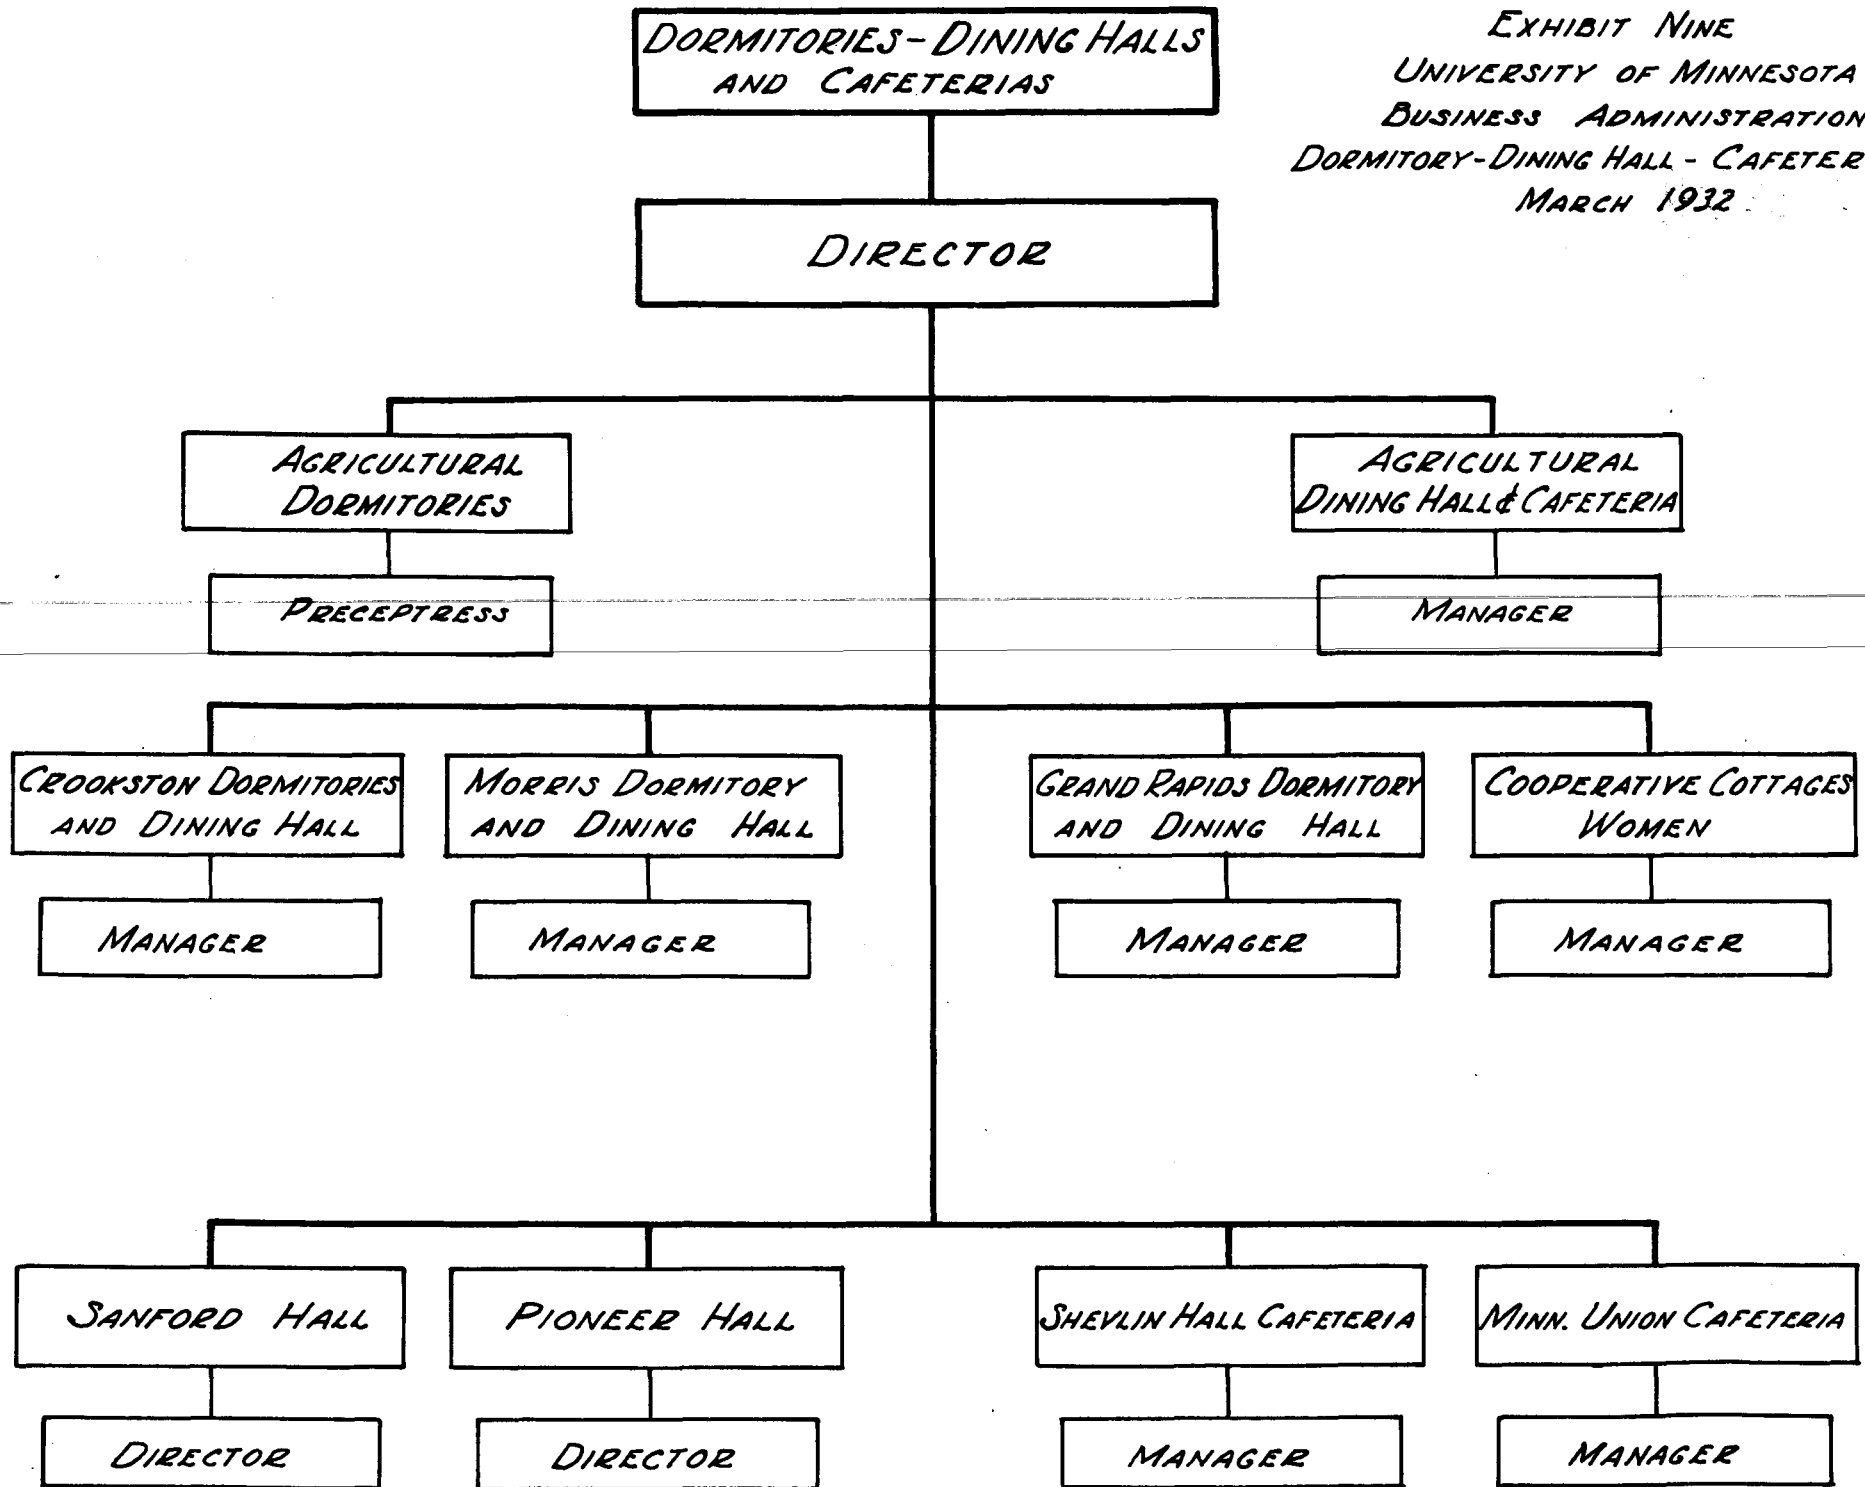 EXHIBIT NINE
UNIVERSITY OF MINNESOTA
BUSINESS ADMINISTRATION
DORMITORY-DINING HALL - CAFETER
MARCH 1932
DORMITORIES - DINING HALLS
AND CAFETERIAS
DIRECTOR
AGRICULTURAL
DORMITORIES
PRECEPTRESS
AGRICULTURAL
DINING HALL & CAFETERIA
MANAGER
CROOKSTON DORMITORIES
AND DINING HALL
MANAGER
MORRIS DORMITORY
AND DINING HALL
MANAGER
GRAND RAPIDS DORMITORY
AND DINING HALL
MANAGER
COOPERATIVE COTTAGES
WOMEN
MANAGER
SANFORD HALL
DIRECTOR
PIONEER HALL
DIRECTOR
SHEVLIN HALL CAFETERIA
MANAGER
MINN. UNION CAFETERIA
MANAGER